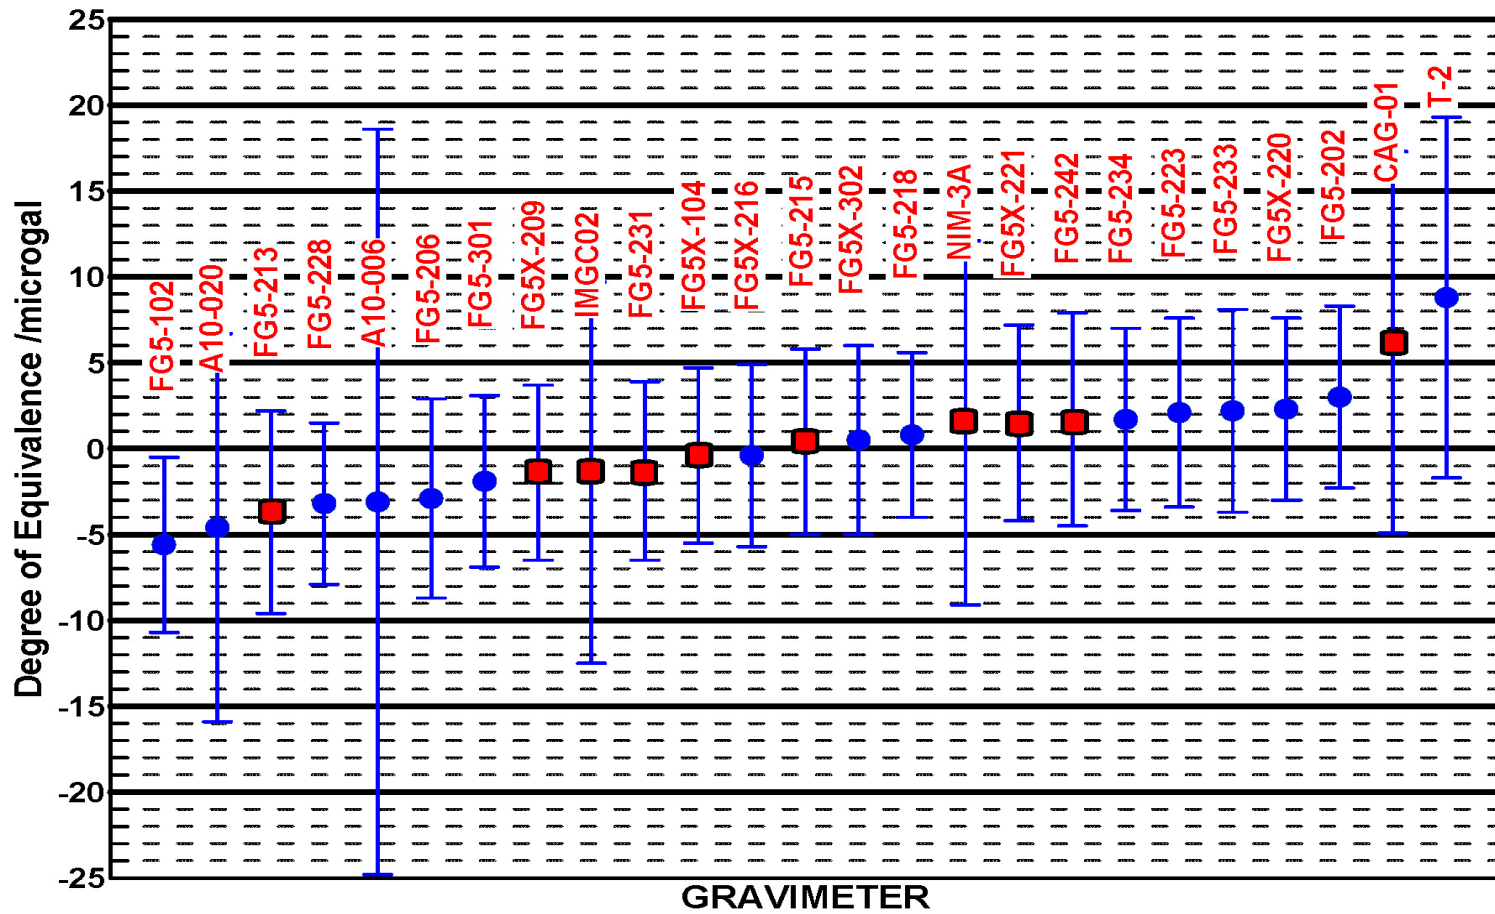 25
20
15
10
5
0
-5
-10
-15
-20
-25
Degree of Equivalence /microgal
FG5-102
A10-020
FG5-213
FG5-228
A10-006
FG5-206
FG5-301
FG5X-209
IMGC02
FG5-231
FG5X-104
FG5X-216
FG5-215
FG5X-302
FG5-218
NIM-3A
FG5X-221
FG5-242
FG5-234
FG5-223
FG5-233
FG5X-220
FG5-202
CAG-01
T-2
GRAVIMETER